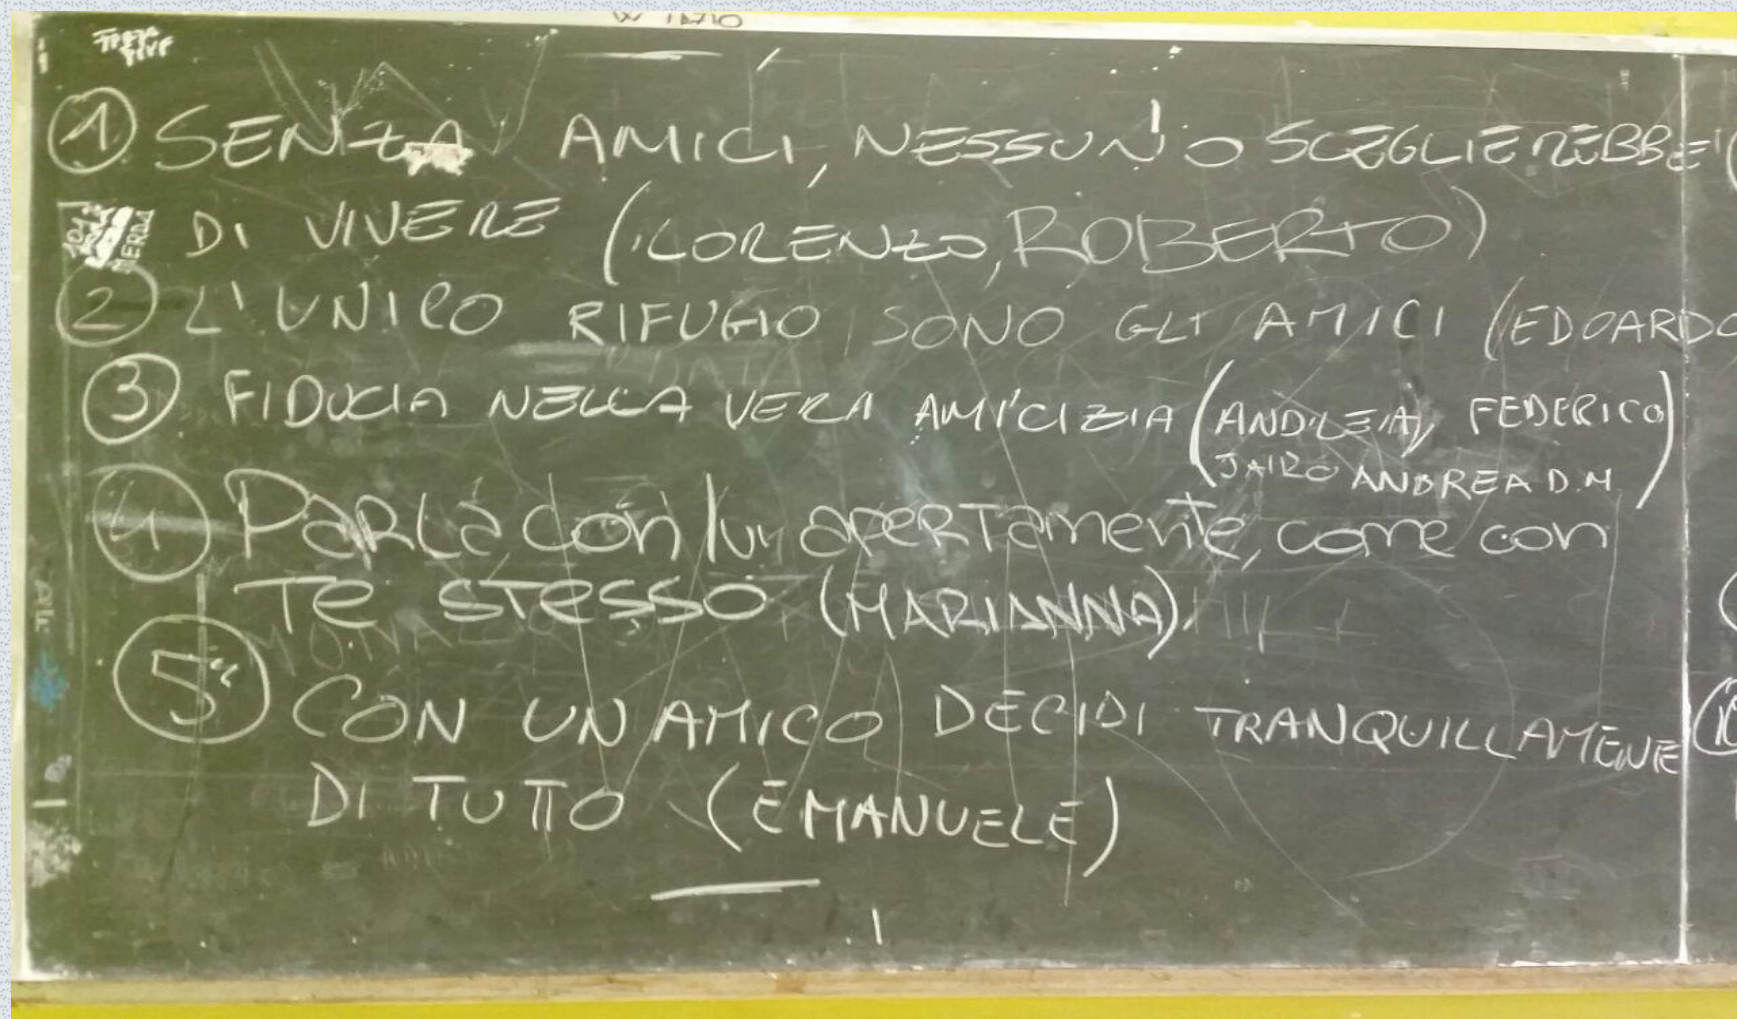 ① SENZA AMICI, NESSUNO SCEGLIEREBBE
DI VIVERE (LORENZO, ROBERTO)
② L'UNICO RIFUGIO SONO GLI AMICI (EDOARDO
③ FIDUCIA NELLA VERA AMICIZIA (ANDREA, FEDERICO
JAIRO ANDREA D.M)
④ PARLA con lui apertamente, come con
Te stesso (MARIANNA)
⑤ CON UN AMICO DECIDI TRANQUILLAMENE
DI TUTTO (EMANUELE)